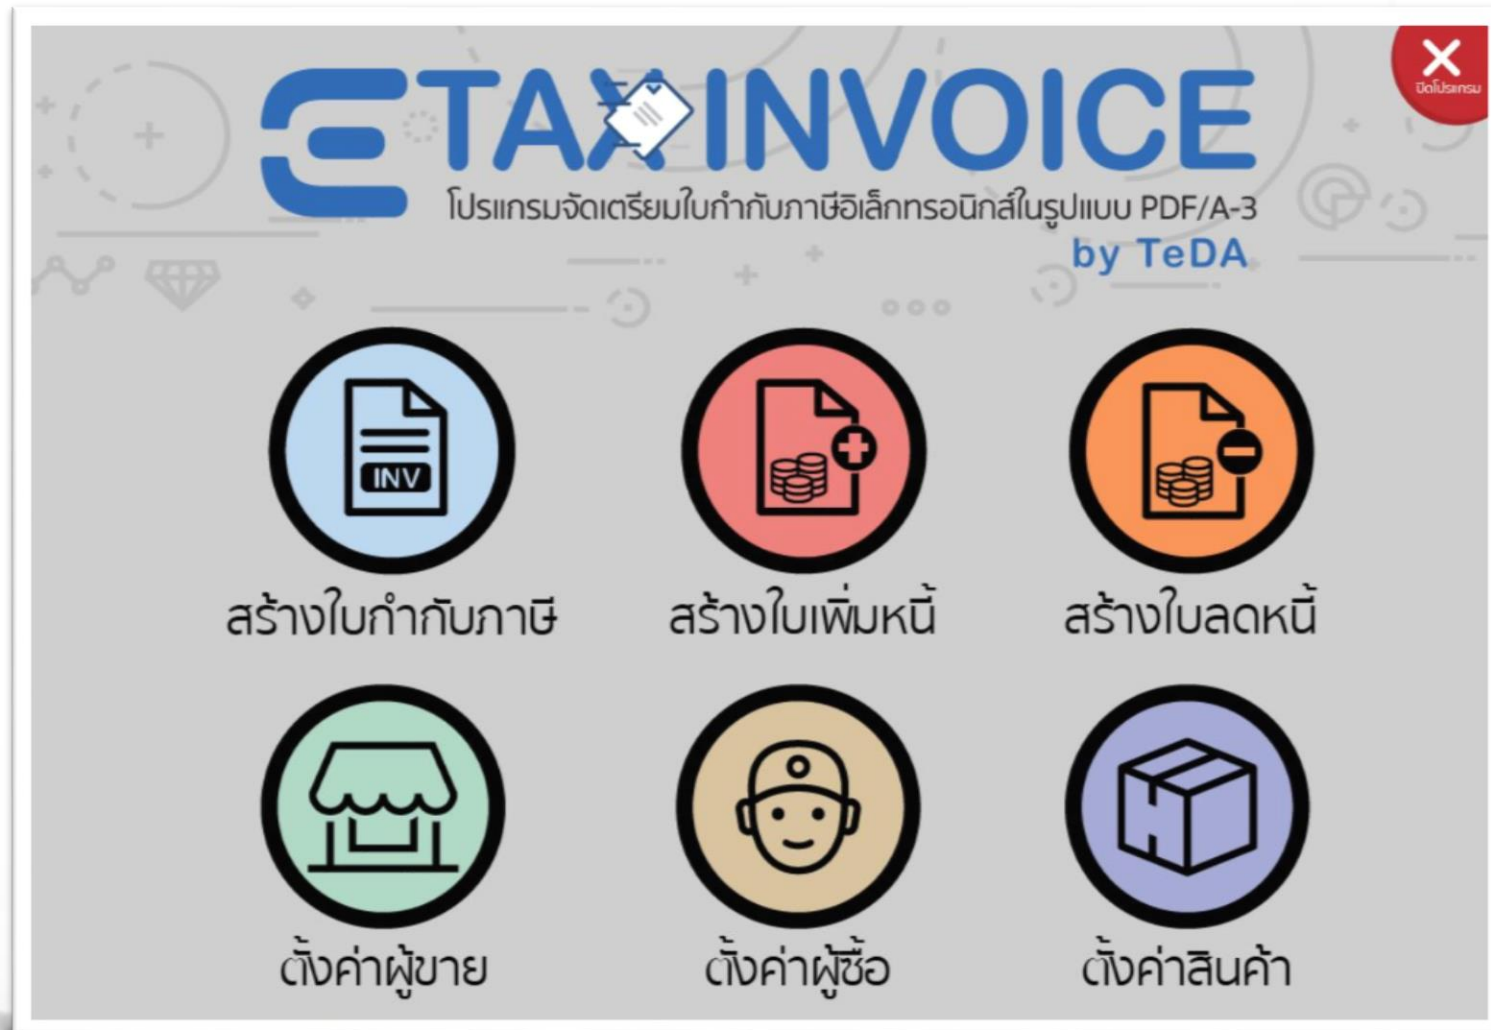 ETAX INVOICE
ปิดโปรแกรม
โปรแกรมจัดเตรียมใบกำกับภาษีอิเล็กทรอนิกส์ในรูปแบบ PDF/A-3
by TeDA
INV
สร้างใบกำกับภาษี
สร้างใบเพิ่มหนี้
สร้างใบลดหนี้
ตั้งค่าผู้ขาย
ตั้งค่าผู้ซื้อ
ตั้งค่าสินค้า